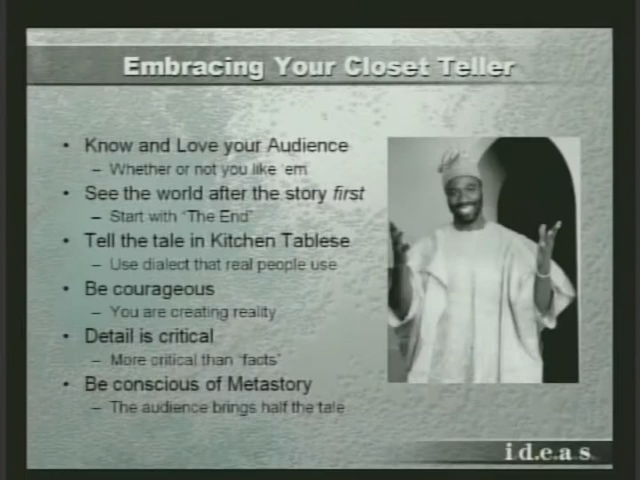 Embracing Your Closet Teller
• Know and Love your Audience
– Whether or not you like 'em
• See the world after the story first
– Start with "The End"
• Tell the tale in Kitchen Tablese
– Use dialect that real people use
• Be courageous
– You are creating reality
• Detail is critical
– More critical than "facts"
• Be conscious of Metastory
– The audience brings half the tale
i.d.e.a.s